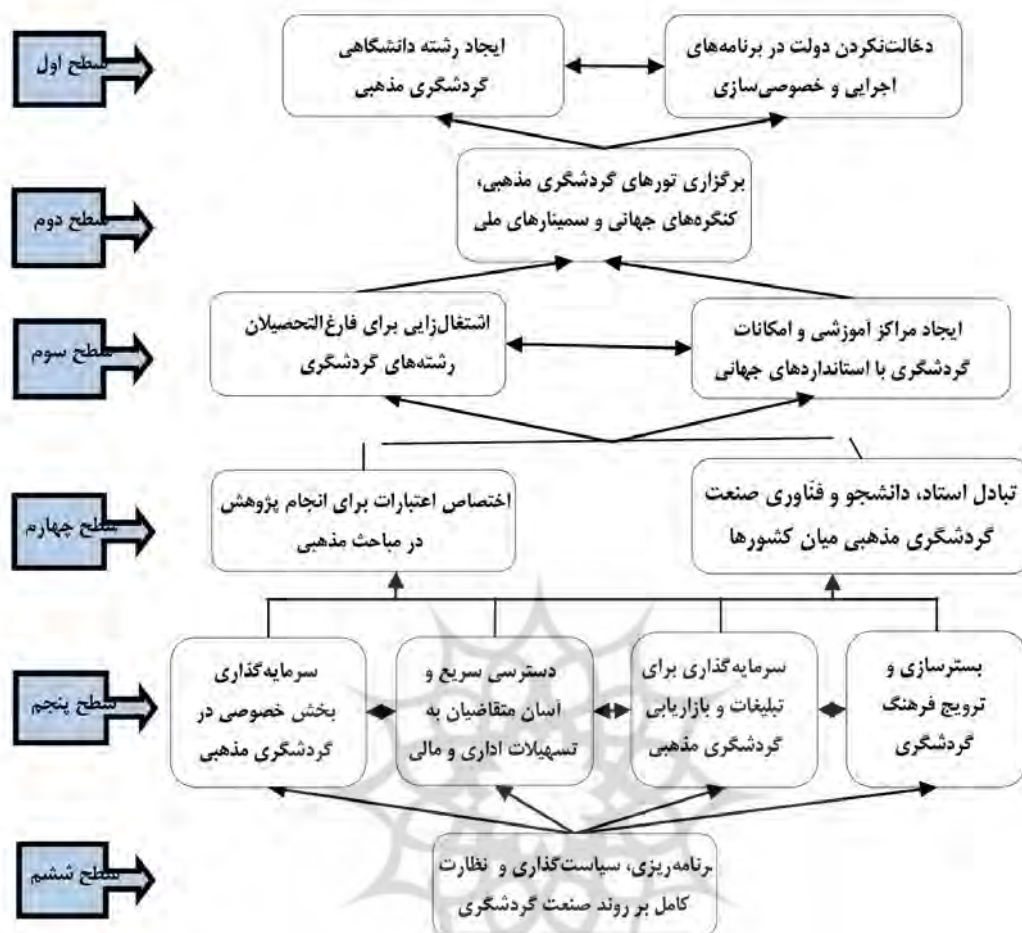 سطح اول
دخالت‌نکردن دولت در برنامه‌های
اجرایی و خصوصی‌سازی
ایجاد رشته دانشگاهی
گردشگری مذهبی
سطح دوم
برگزاری تورهای گردشگری مذهبی،
کنگره‌های جهانی و سمینارهای ملی
سطح سوم
ایجاد مراکز آموزشی و امکانات
گردشگری با استانداردهای جهانی
اشتغال‌زایی برای فارغ‌التحصیلان
رشته‌های گردشگری
سطح چهارم
تبادل استاد، دانشجو و فنّاوری صنعت
گردشگری مذهبی میان کشورها
اختصاص اعتبارات برای انجام پژوهش
در مباحث مذهبی
سطح پنجم
بسترسازی و
ترویج فرهنگ
گردشگری
سرمایه‌گذاری برای
تبلیغات و بازاریابی
گردشگری مذهبی
دسترسی سریع و
آسان متقاضیان به
تسهیلات اداری و مالی
سرمایه‌گذاری
بخش خصوصی در
گردشگری مذهبی
سطح ششم
برنامه‌ریزی، سیاست‌گذاری و نظارت
کامل بر روند صنعت گردشگری